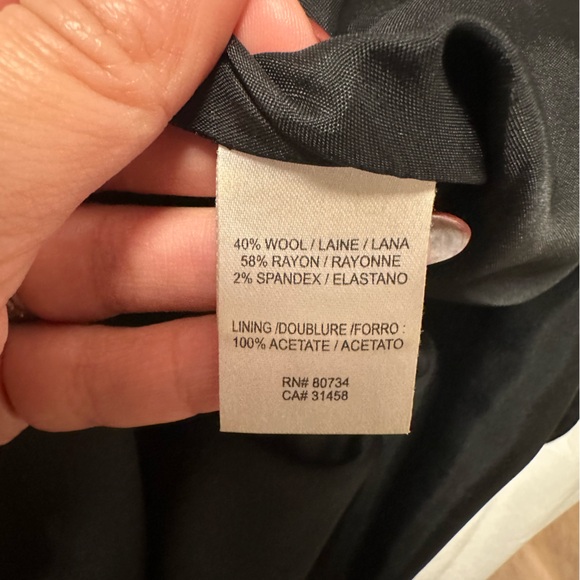 40% WOOL / LAINE / LANA
58% RAYON / RAYONNE
2% SPANDEX / ELASTANO
LINING /DOUBLURE /FORRO :
100% ACETATE / ACETATO
RN# 80734
CA# 31458